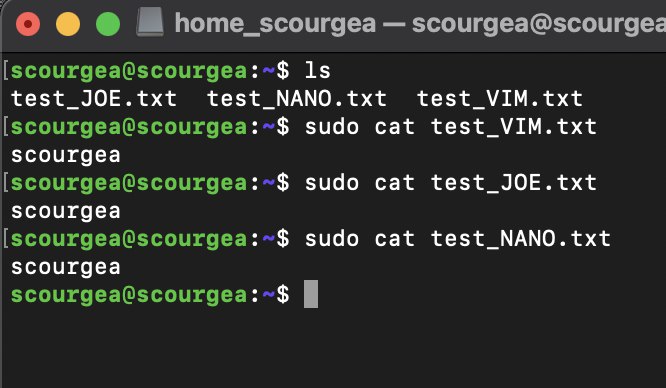 home_scourgea — scourgea@scourgea
[scourgea@scourgea:~$ ls
test_JOE.txt  test_NANO.txt  test_VIM.txt
[scourgea@scourgea:~$ sudo cat test_VIM.txt
scourgea
[scourgea@scourgea:~$ sudo cat test_JOE.txt
scourgea
[scourgea@scourgea:~$ sudo cat test_NANO.txt
scourgea
scourgea@scourgea:~$